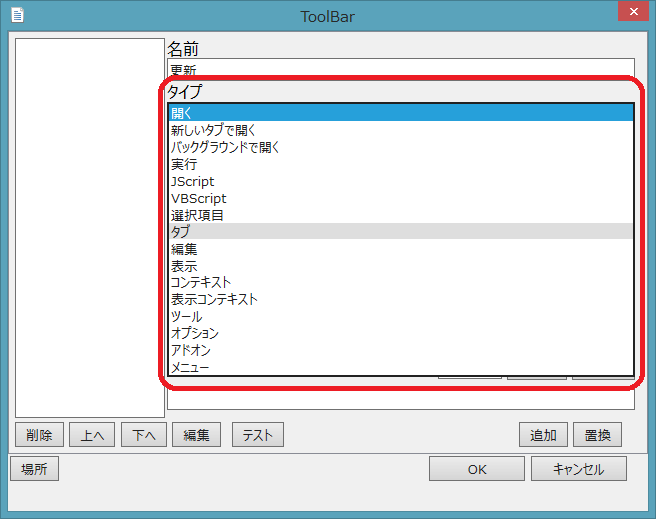 ToolBar
名前
更新
タイプ
開く
新しいタブで開く
バックグラウンドで開く
実行
JScript
VBScript
選択項目
タブ
編集
表示
コンテキスト
表示コンテキスト
ツール
オプション
アドオン
メニュー
削除 上へ 下へ 編集 テスト 追加 置換
場所 OK キャンセル